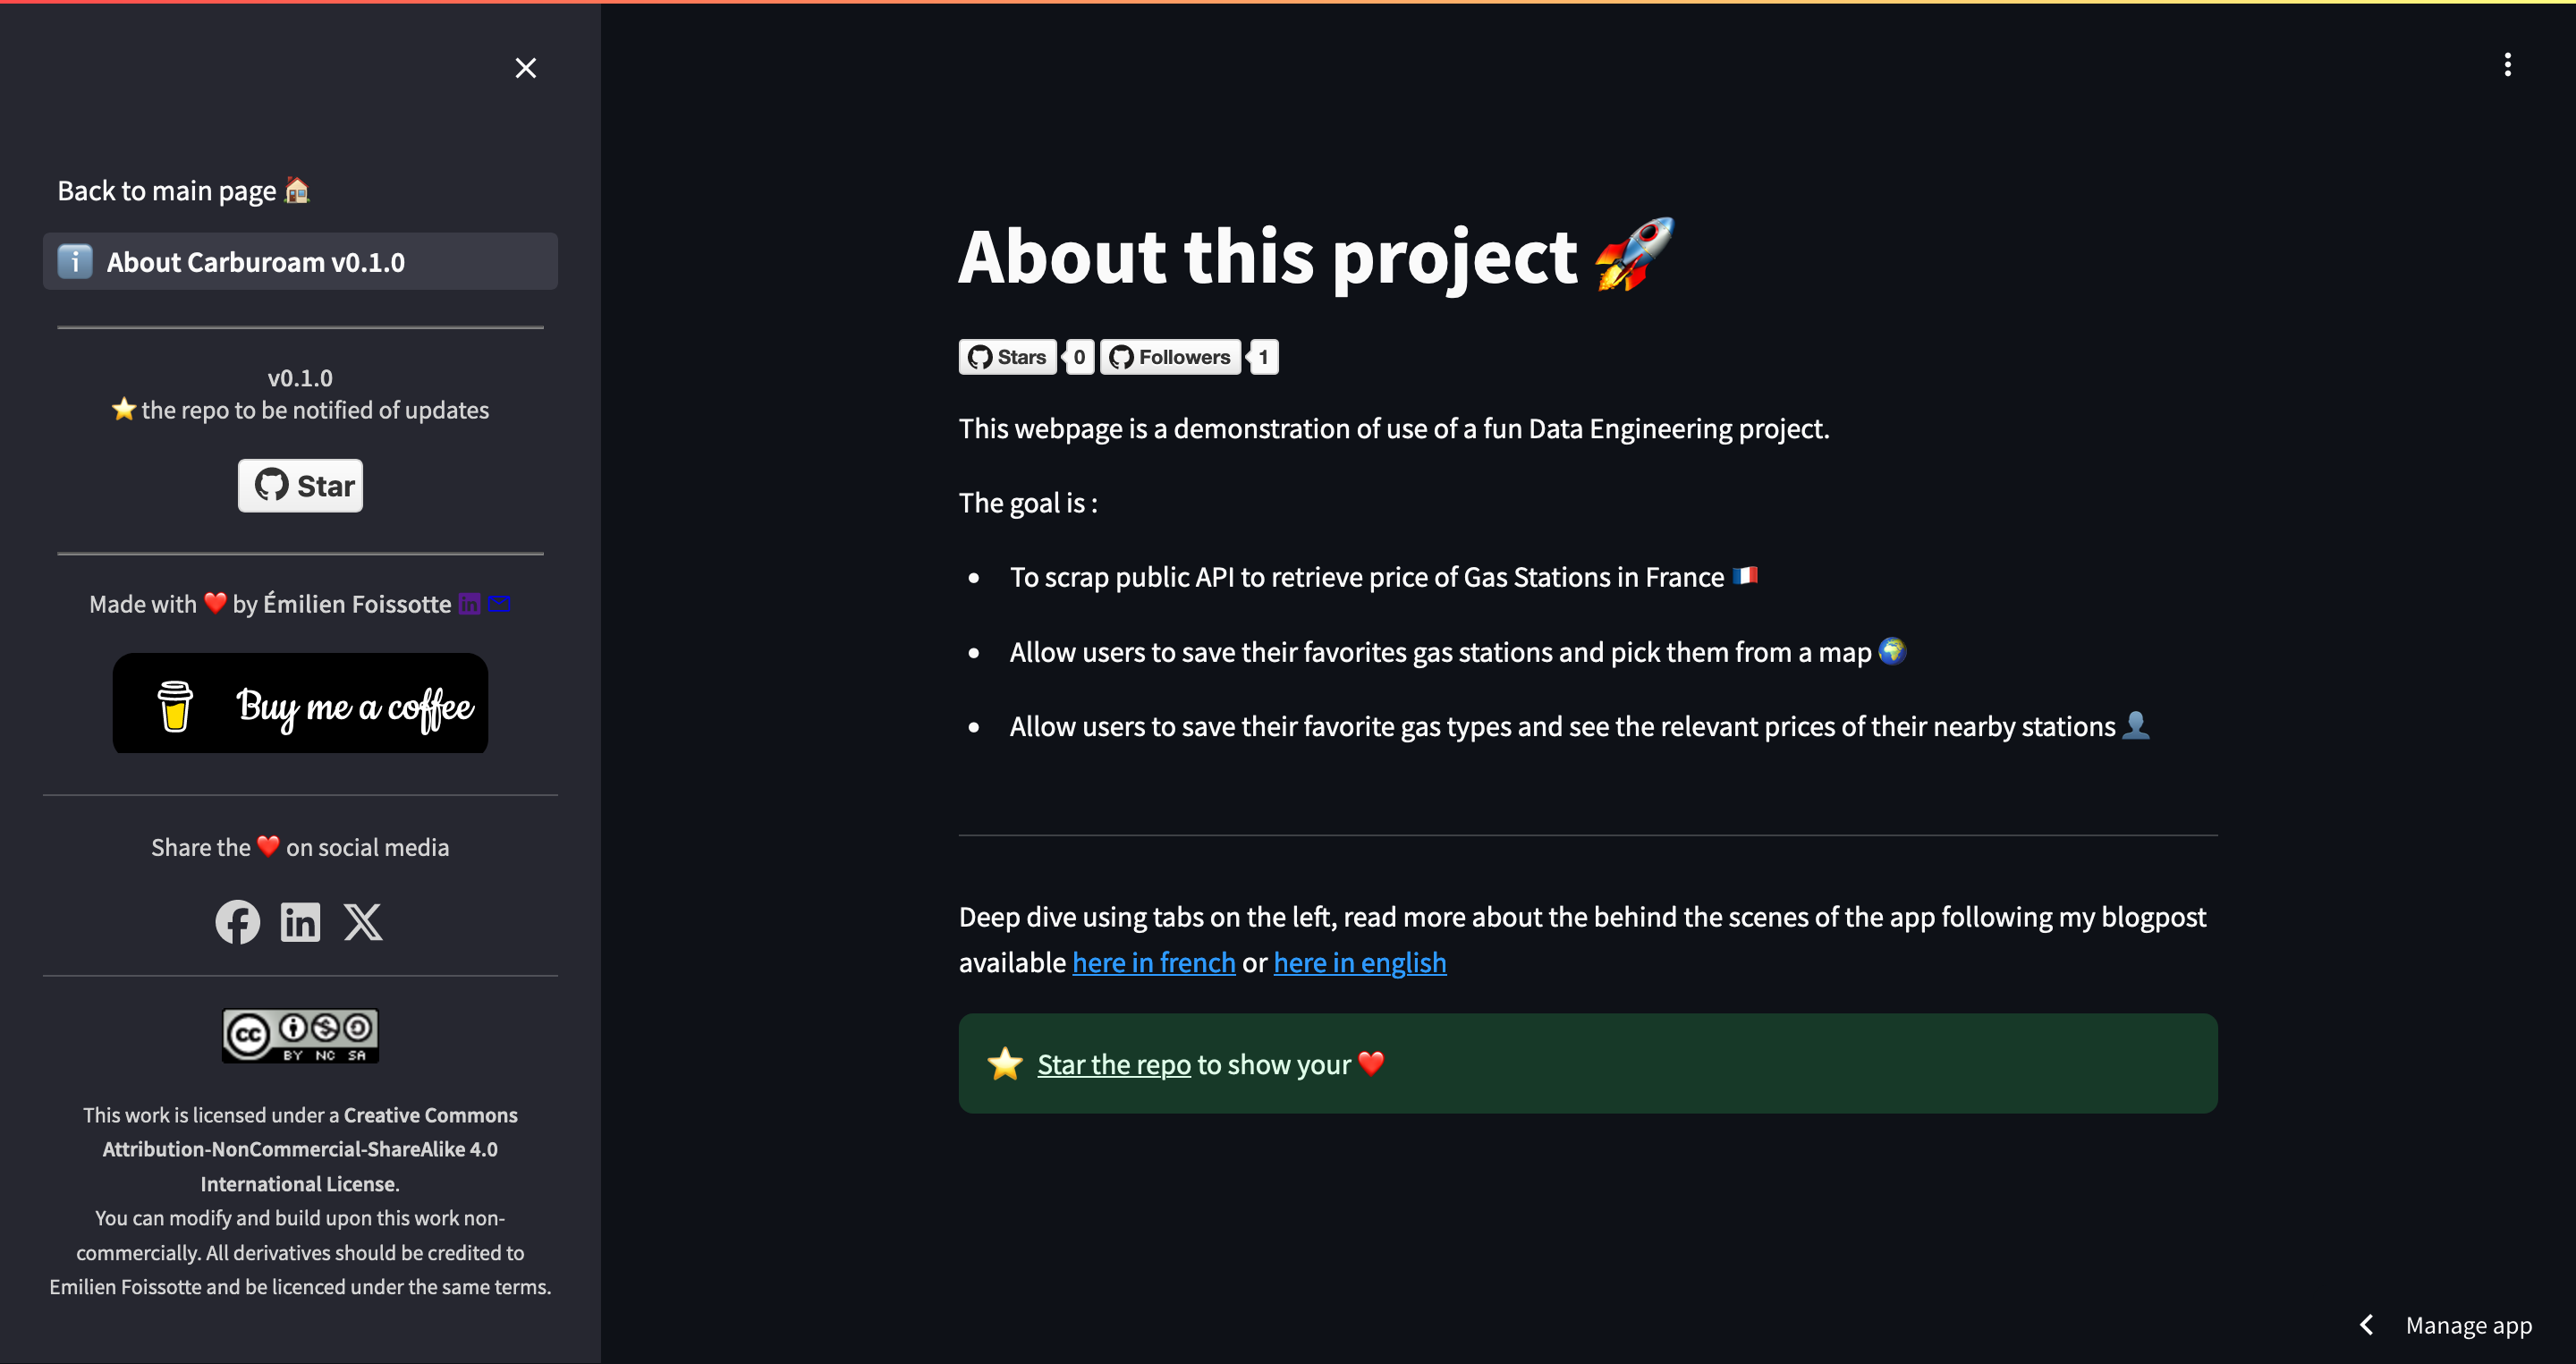 Back to main page 🏠
ℹ️ About Carburoam v0.1.0
v0.1.0
⭐ the repo to be notified of updates
Star
Made with ❤️ by Émilien Foissotte
Buy me a coffee
Share the ❤️ on social media
CC BY NC SA
This work is licensed under a Creative Commons
Attribution-NonCommercial-ShareAlike 4.0
International License.
You can modify and build upon this work non-
commercially. All derivatives should be credited to
Emilien Foissotte and be licenced under the same terms.
About this project 🚀
Stars 0 Followers 1
This webpage is a demonstration of use of a fun Data Engineering project.
The goal is :
• To scrap public API to retrieve price of Gas Stations in France 🇫🇷
• Allow users to save their favorites gas stations and pick them from a map 🌍
• Allow users to save their favorite gas types and see the relevant prices of their nearby stations 👤
Deep dive using tabs on the left, read more about the behind the scenes of the app following my blogpost
available here in french or here in english
⭐ Star the repo to show your ❤️
Manage app